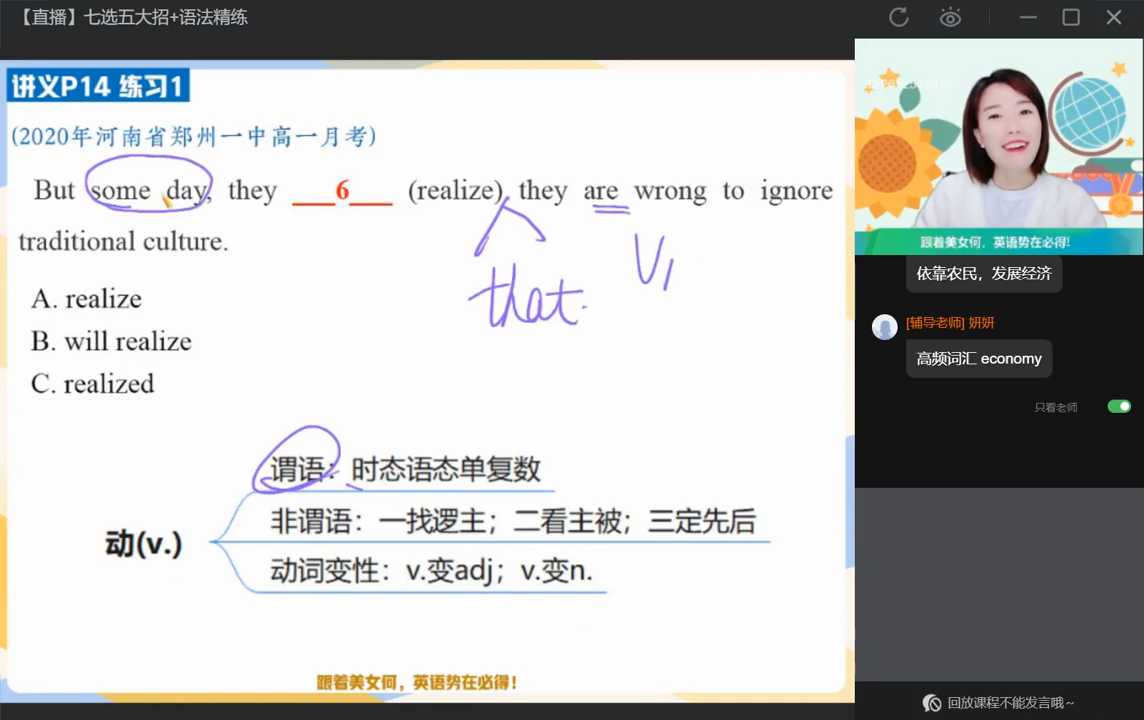 【直播】七选五大招+语法精练
讲义P14 练习1
(2020年河南省郑州一中高一月考)
But some day, they ___6___ (realize) they are wrong to ignore
traditional culture.
that.
V1
A. realize
B. will realize
C. realized
谓语：时态语态单复数
动(v.)
非谓语：一找逻主；二看主被；三定先后
动词变性：v.变adj；v.变n.
跟着美女何，英语势在必得！
跟着美女何，英语势在必得！
依靠农民，发展经济
[辅导老师] 妍妍
高频词汇 economy
只看老师
回放课程不能发言哦~